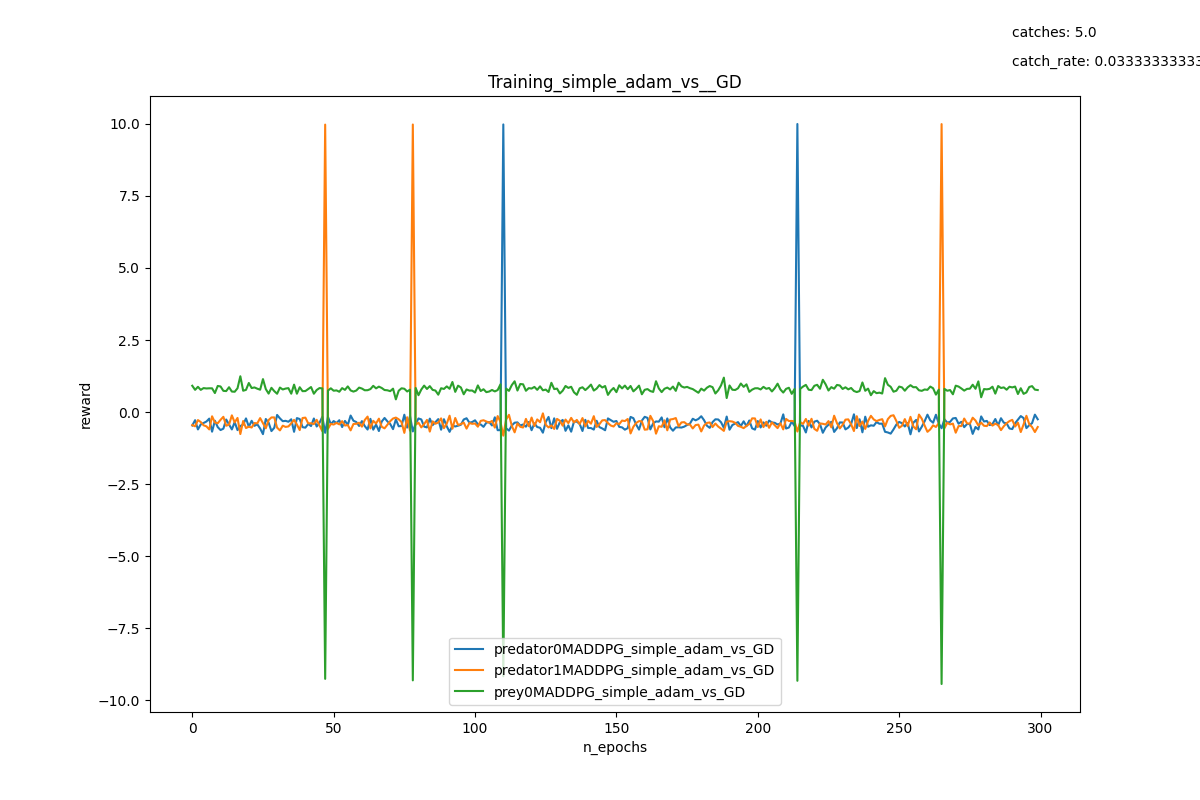 catches: 5.0
catch_rate: 0.03333333333
Training_simple_adam_vs__GD
10.0
7.5
5.0
2.5
0.0
−2.5
−5.0
−7.5
−10.0
reward
predator0MADDPG_simple_adam_vs_GD
predator1MADDPG_simple_adam_vs_GD
prey0MADDPG_simple_adam_vs_GD
0 50 100 150 200 250 300
n_epochs